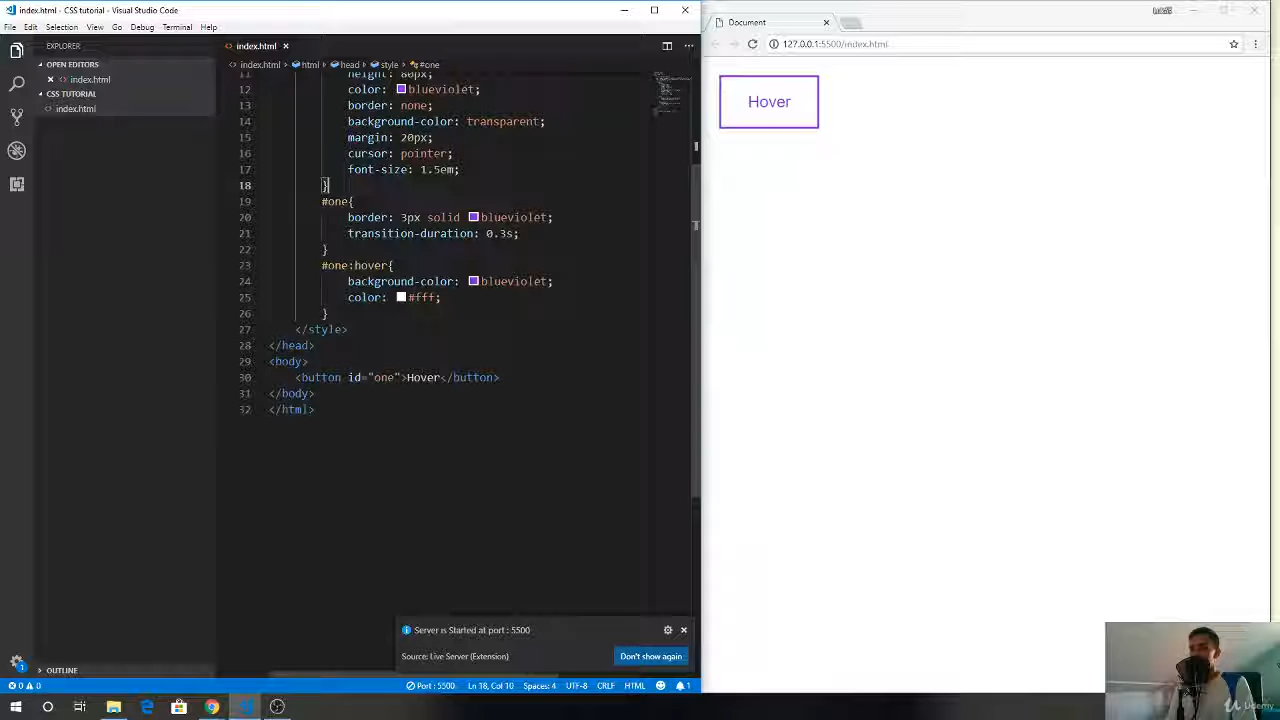 index.html - CSS tutorial - Visual Studio Code
File Edit Selection View Go Debug Terminal Help
EXPLORER
OPEN EDITORS
index.html
CSS TUTORIAL
index.html
OUTLINE
index.html
index.html html head style #one
11 height: 80px;
12 color: blueviolet;
13 border: none;
14 background-color: transparent;
15 margin: 20px;
16 cursor: pointer;
17 font-size: 1.5em;
18 }
19 #one{
20 border: 3px solid blueviolet;
21 transition-duration: 0.3s;
22 }
23 #one:hover{
24 background-color: blueviolet;
25 color: #fff;
26 }
27 </style>
28 </head>
29 <body>
30 <button id="one">Hover</button>
31 </body>
32 </html>
Server is Started at port : 5500
Source: Live Server (Extension)
Don't show again
1
0 0
Port : 5500 Ln 18, Col 10 Spaces: 4 UTF-8 CRLF HTML 1
Document
127.0.0.1:5500/index.html
Hover
Udemy